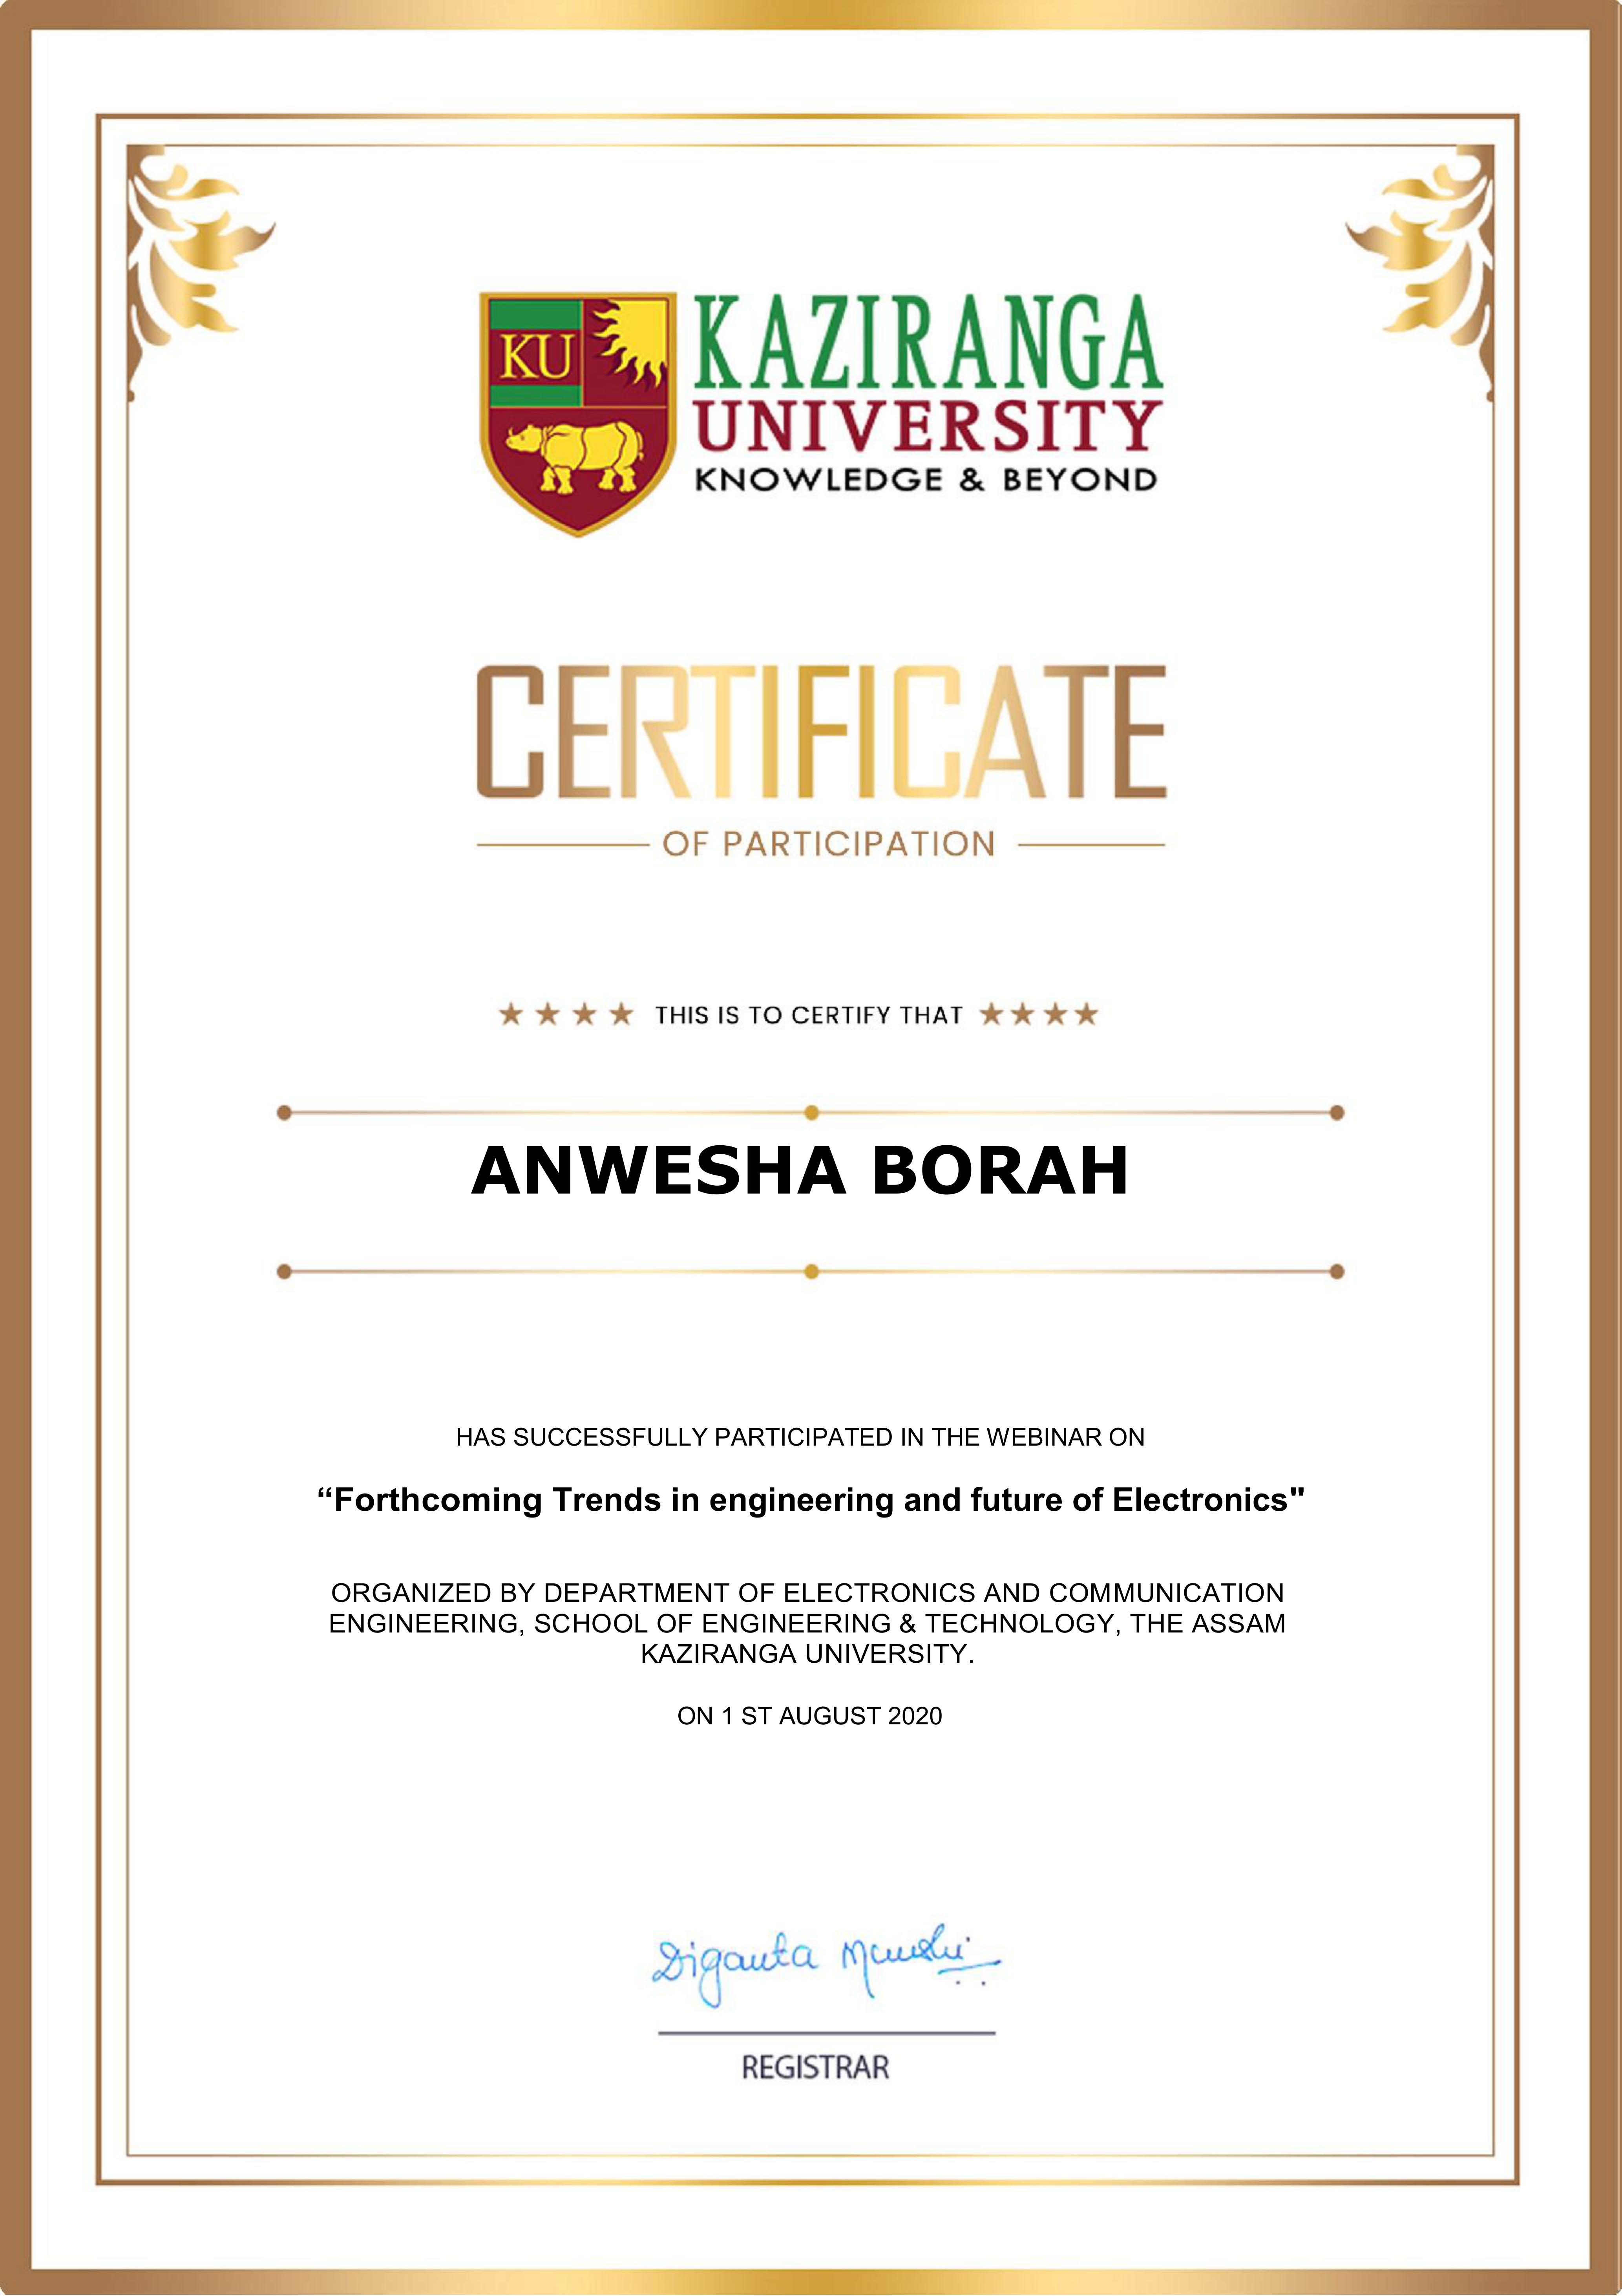 KU
KAZIRANGA
UNIVERSITY
KNOWLEDGE & BEYOND
CERTIFICATE
OF PARTICIPATION
THIS IS TO CERTIFY THAT
ANWESHA BORAH
HAS SUCCESSFULLY PARTICIPATED IN THE WEBINAR ON
“Forthcoming Trends in engineering and future of Electronics"
ORGANIZED BY DEPARTMENT OF ELECTRONICS AND COMMUNICATION
ENGINEERING, SCHOOL OF ENGINEERING & TECHNOLOGY, THE ASSAM
KAZIRANGA UNIVERSITY.
ON 1 ST AUGUST 2020
Diganta
REGISTRAR